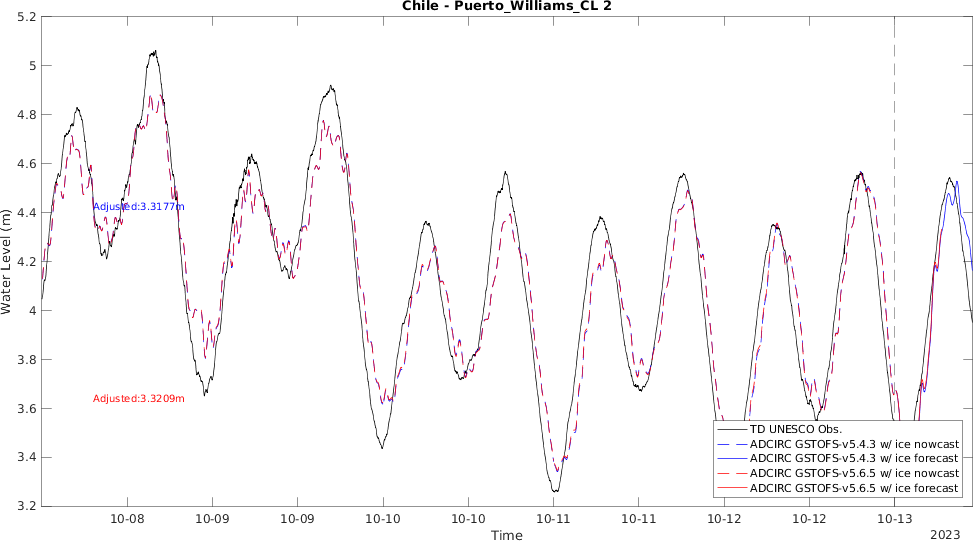 Chile - Puerto_Williams_CL 2
5.2
5
4.8
4.6
4.4
4.2
4
3.8
3.6
3.4
3.2
Water Level (m)
Adjusted:3.3177m
Adjusted:3.3209m
TD UNESCO Obs.
ADCIRC GSTOFS-v5.4.3 w/ ice nowcast
ADCIRC GSTOFS-v5.4.3 w/ ice forecast
ADCIRC GSTOFS-v5.6.5 w/ ice nowcast
ADCIRC GSTOFS-v5.6.5 w/ ice forecast
10-08 10-09 10-09 10-10 10-10 10-11 10-11 10-12 10-12 10-13
Time
2023